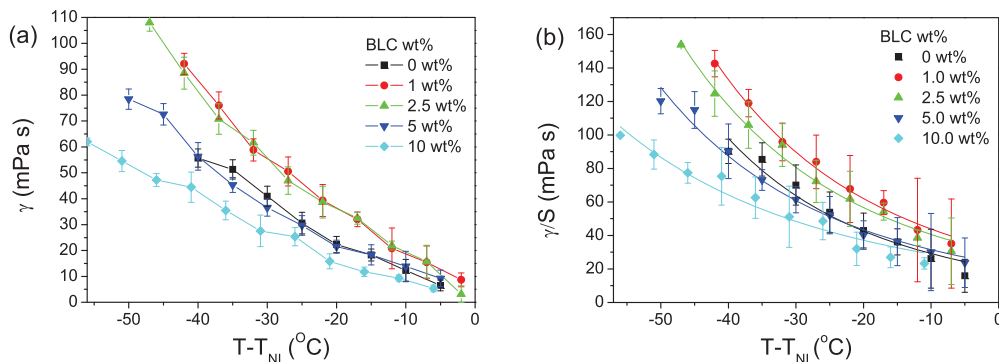 (a)
γ (mPa s)
110
100
90
80
70
60
50
40
30
20
10
0
-50 -40 -30 -20 -10 0
T-T_NI (°C)
BLC wt%
0 wt%
1 wt%
2.5 wt%
5 wt%
10 wt%
(b)
γ/S (mPa s)
160
140
120
100
80
60
40
20
0
-50 -40 -30 -20 -10 0
T-T_NI (°C)
BLC wt%
0 wt%
1.0 wt%
2.5 wt%
5.0 wt%
10.0 wt%